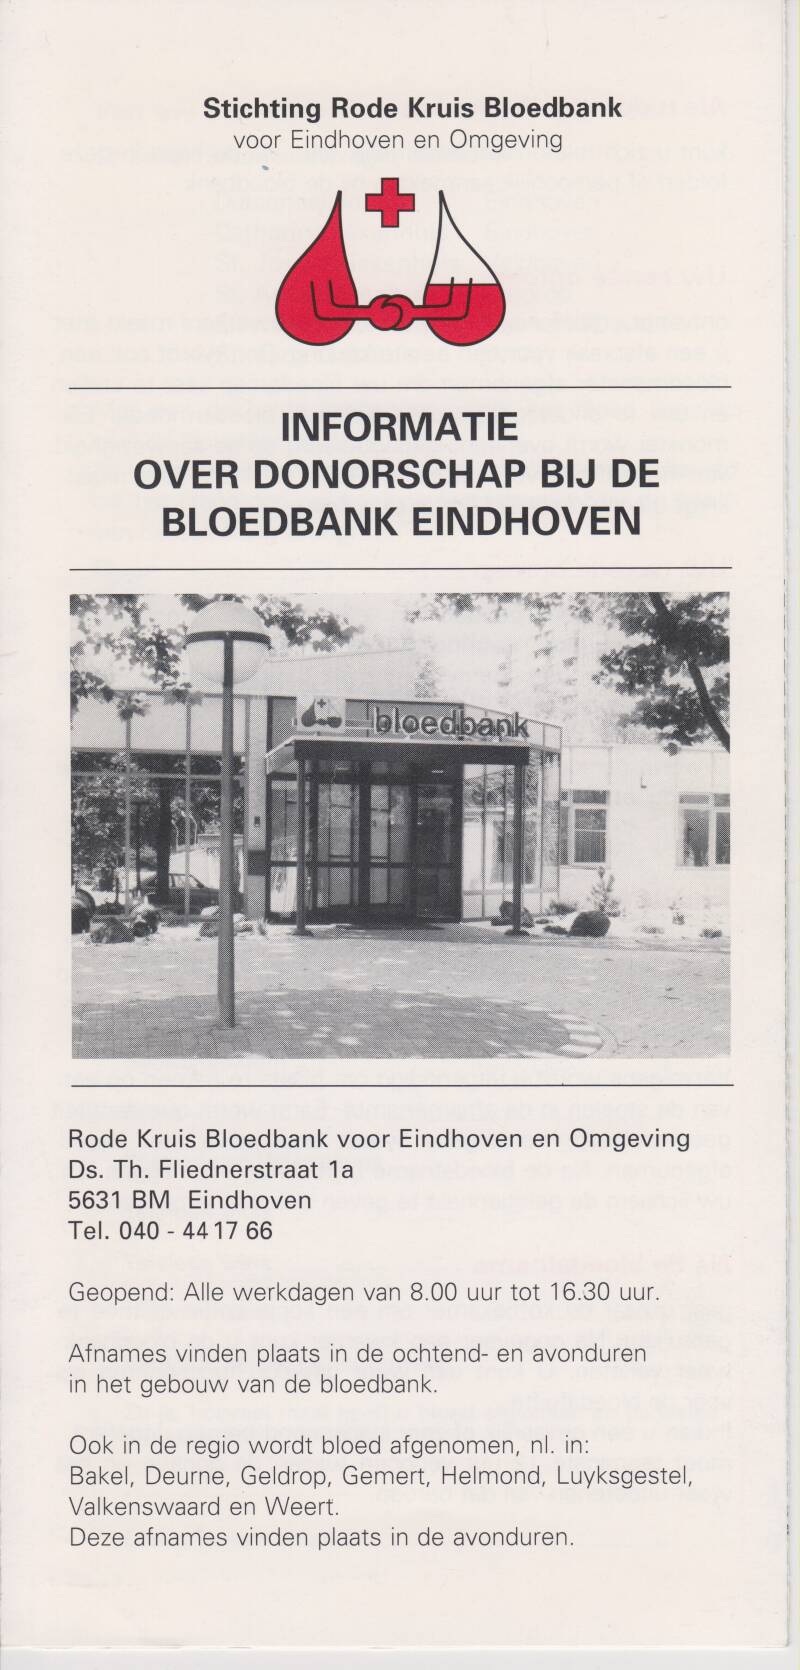 Stichting Rode Kruis Bloedbank
voor Eindhoven en Omgeving
INFORMATIE
OVER DONORSCHAP BIJ DE
BLOEDBANK EINDHOVEN
bloedbank
Rode Kruis Bloedbank voor Eindhoven en Omgeving
Ds. Th. Fliednerstraat 1a
5631 BM Eindhoven
Tel. 040 - 44 17 66
Geopend: Alle werkdagen van 8.00 uur tot 16.30 uur.
Afnames vinden plaats in de ochtend- en avonduren
in het gebouw van de bloedbank.
Ook in de regio wordt bloed afgenomen, nl. in:
Bakel, Deurne, Geldrop, Gemert, Helmond, Luyksgestel,
Valkenswaard en Weert.
Deze afnames vinden plaats in de avonduren.